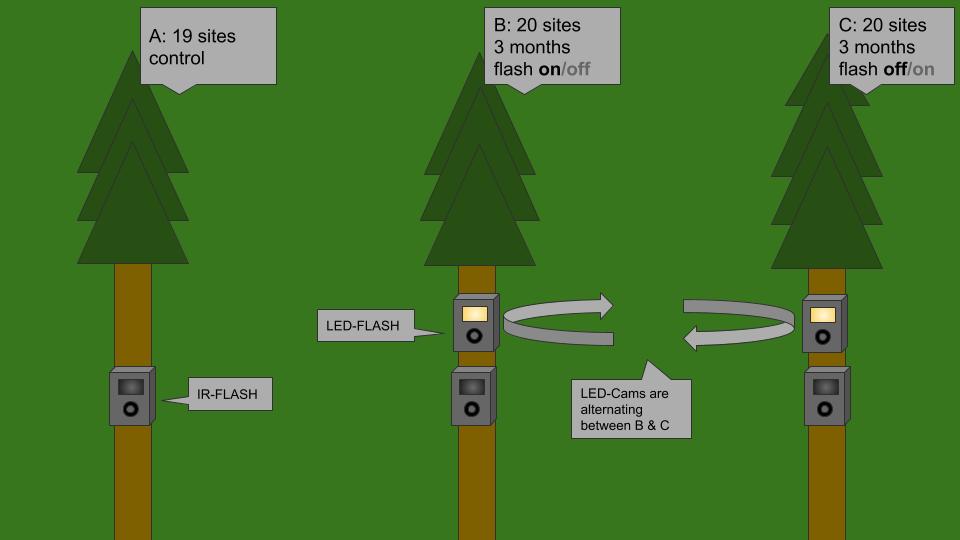 A: 19 sites
control
B: 20 sites
3 months
flash on/off
C: 20 sites
3 months
flash off/on
LED-FLASH
IR-FLASH
LED-Cams are
alternating
between B & C